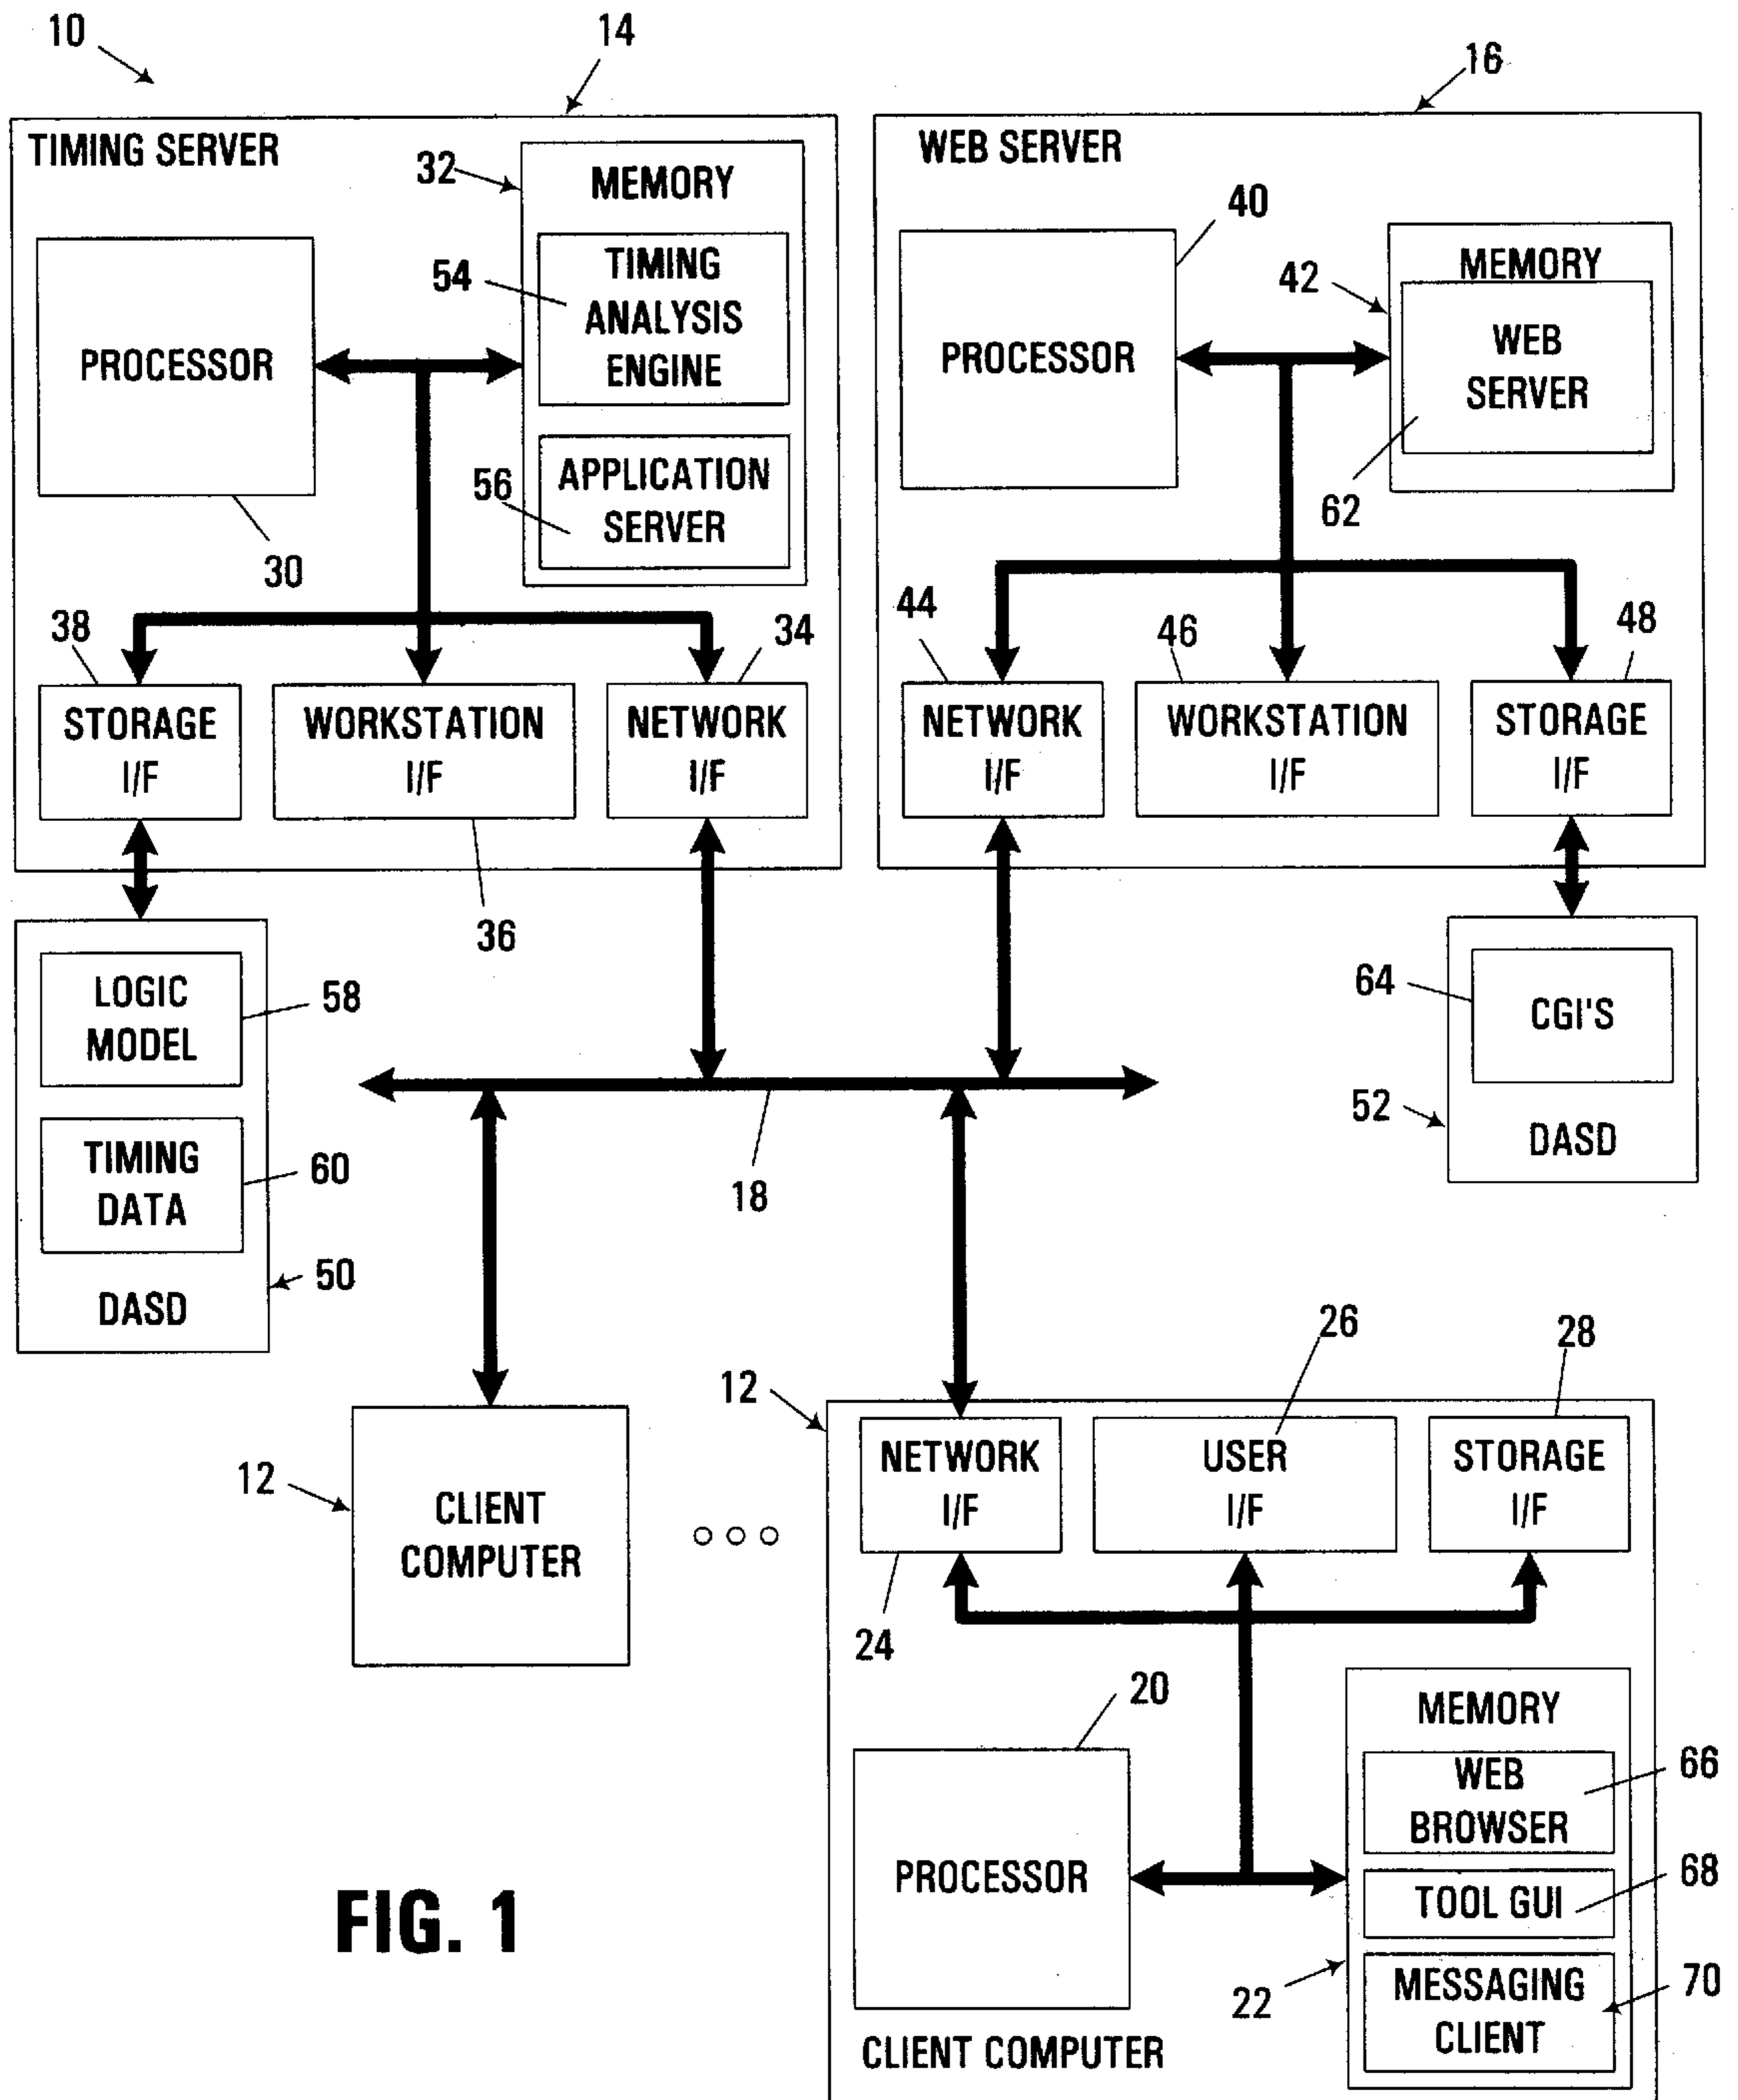 10
14
16
TIMING SERVER
32
MEMORY
54
TIMING
ANALYSIS
ENGINE
PROCESSOR
56
APPLICATION
SERVER
30
38
34
STORAGE
I/F
WORKSTATION
I/F
NETWORK
I/F
36
WEB SERVER
40
MEMORY
42
WEB
SERVER
PROCESSOR
62
44
46
48
NETWORK
I/F
WORKSTATION
I/F
STORAGE
I/F
LOGIC
MODEL
58
TIMING
DATA
60
50
DASD
18
64
CGI'S
52
DASD
12
CLIENT
COMPUTER
12
26
28
NETWORK
I/F
USER
I/F
STORAGE
I/F
24
20
PROCESSOR
MEMORY
WEB
BROWSER
66
TOOL GUI
68
22
MESSAGING
CLIENT
70
CLIENT COMPUTER
FIG. 1